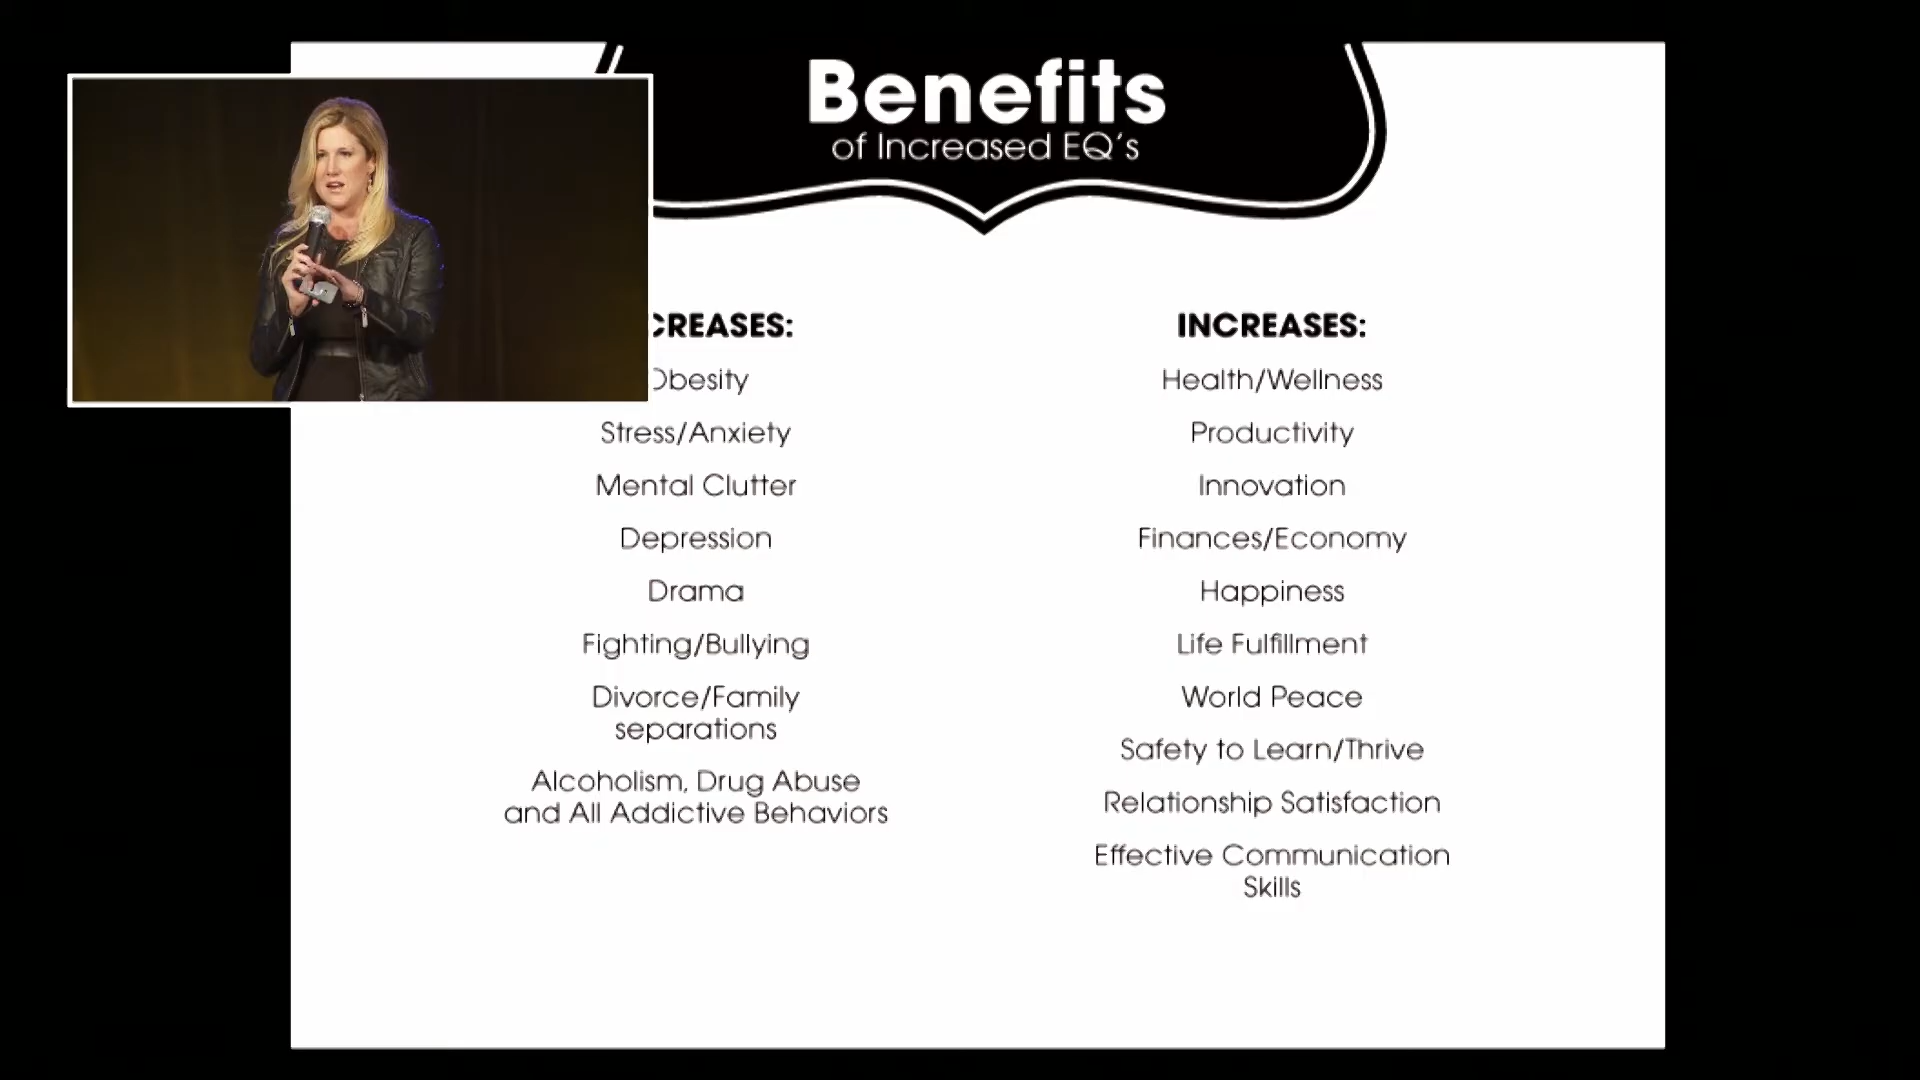 Benefits
of Increased EQ's
CREASES:
Obesity
Stress/Anxiety
Mental Clutter
Depression
Drama
Fighting/Bullying
Divorce/Family
separations
Alcoholism, Drug Abuse
and All Addictive Behaviors
INCREASES:
Health/Wellness
Productivity
Innovation
Finances/Economy
Happiness
Life Fulfillment
World Peace
Safety to Learn/Thrive
Relationship Satisfaction
Effective Communication
Skills